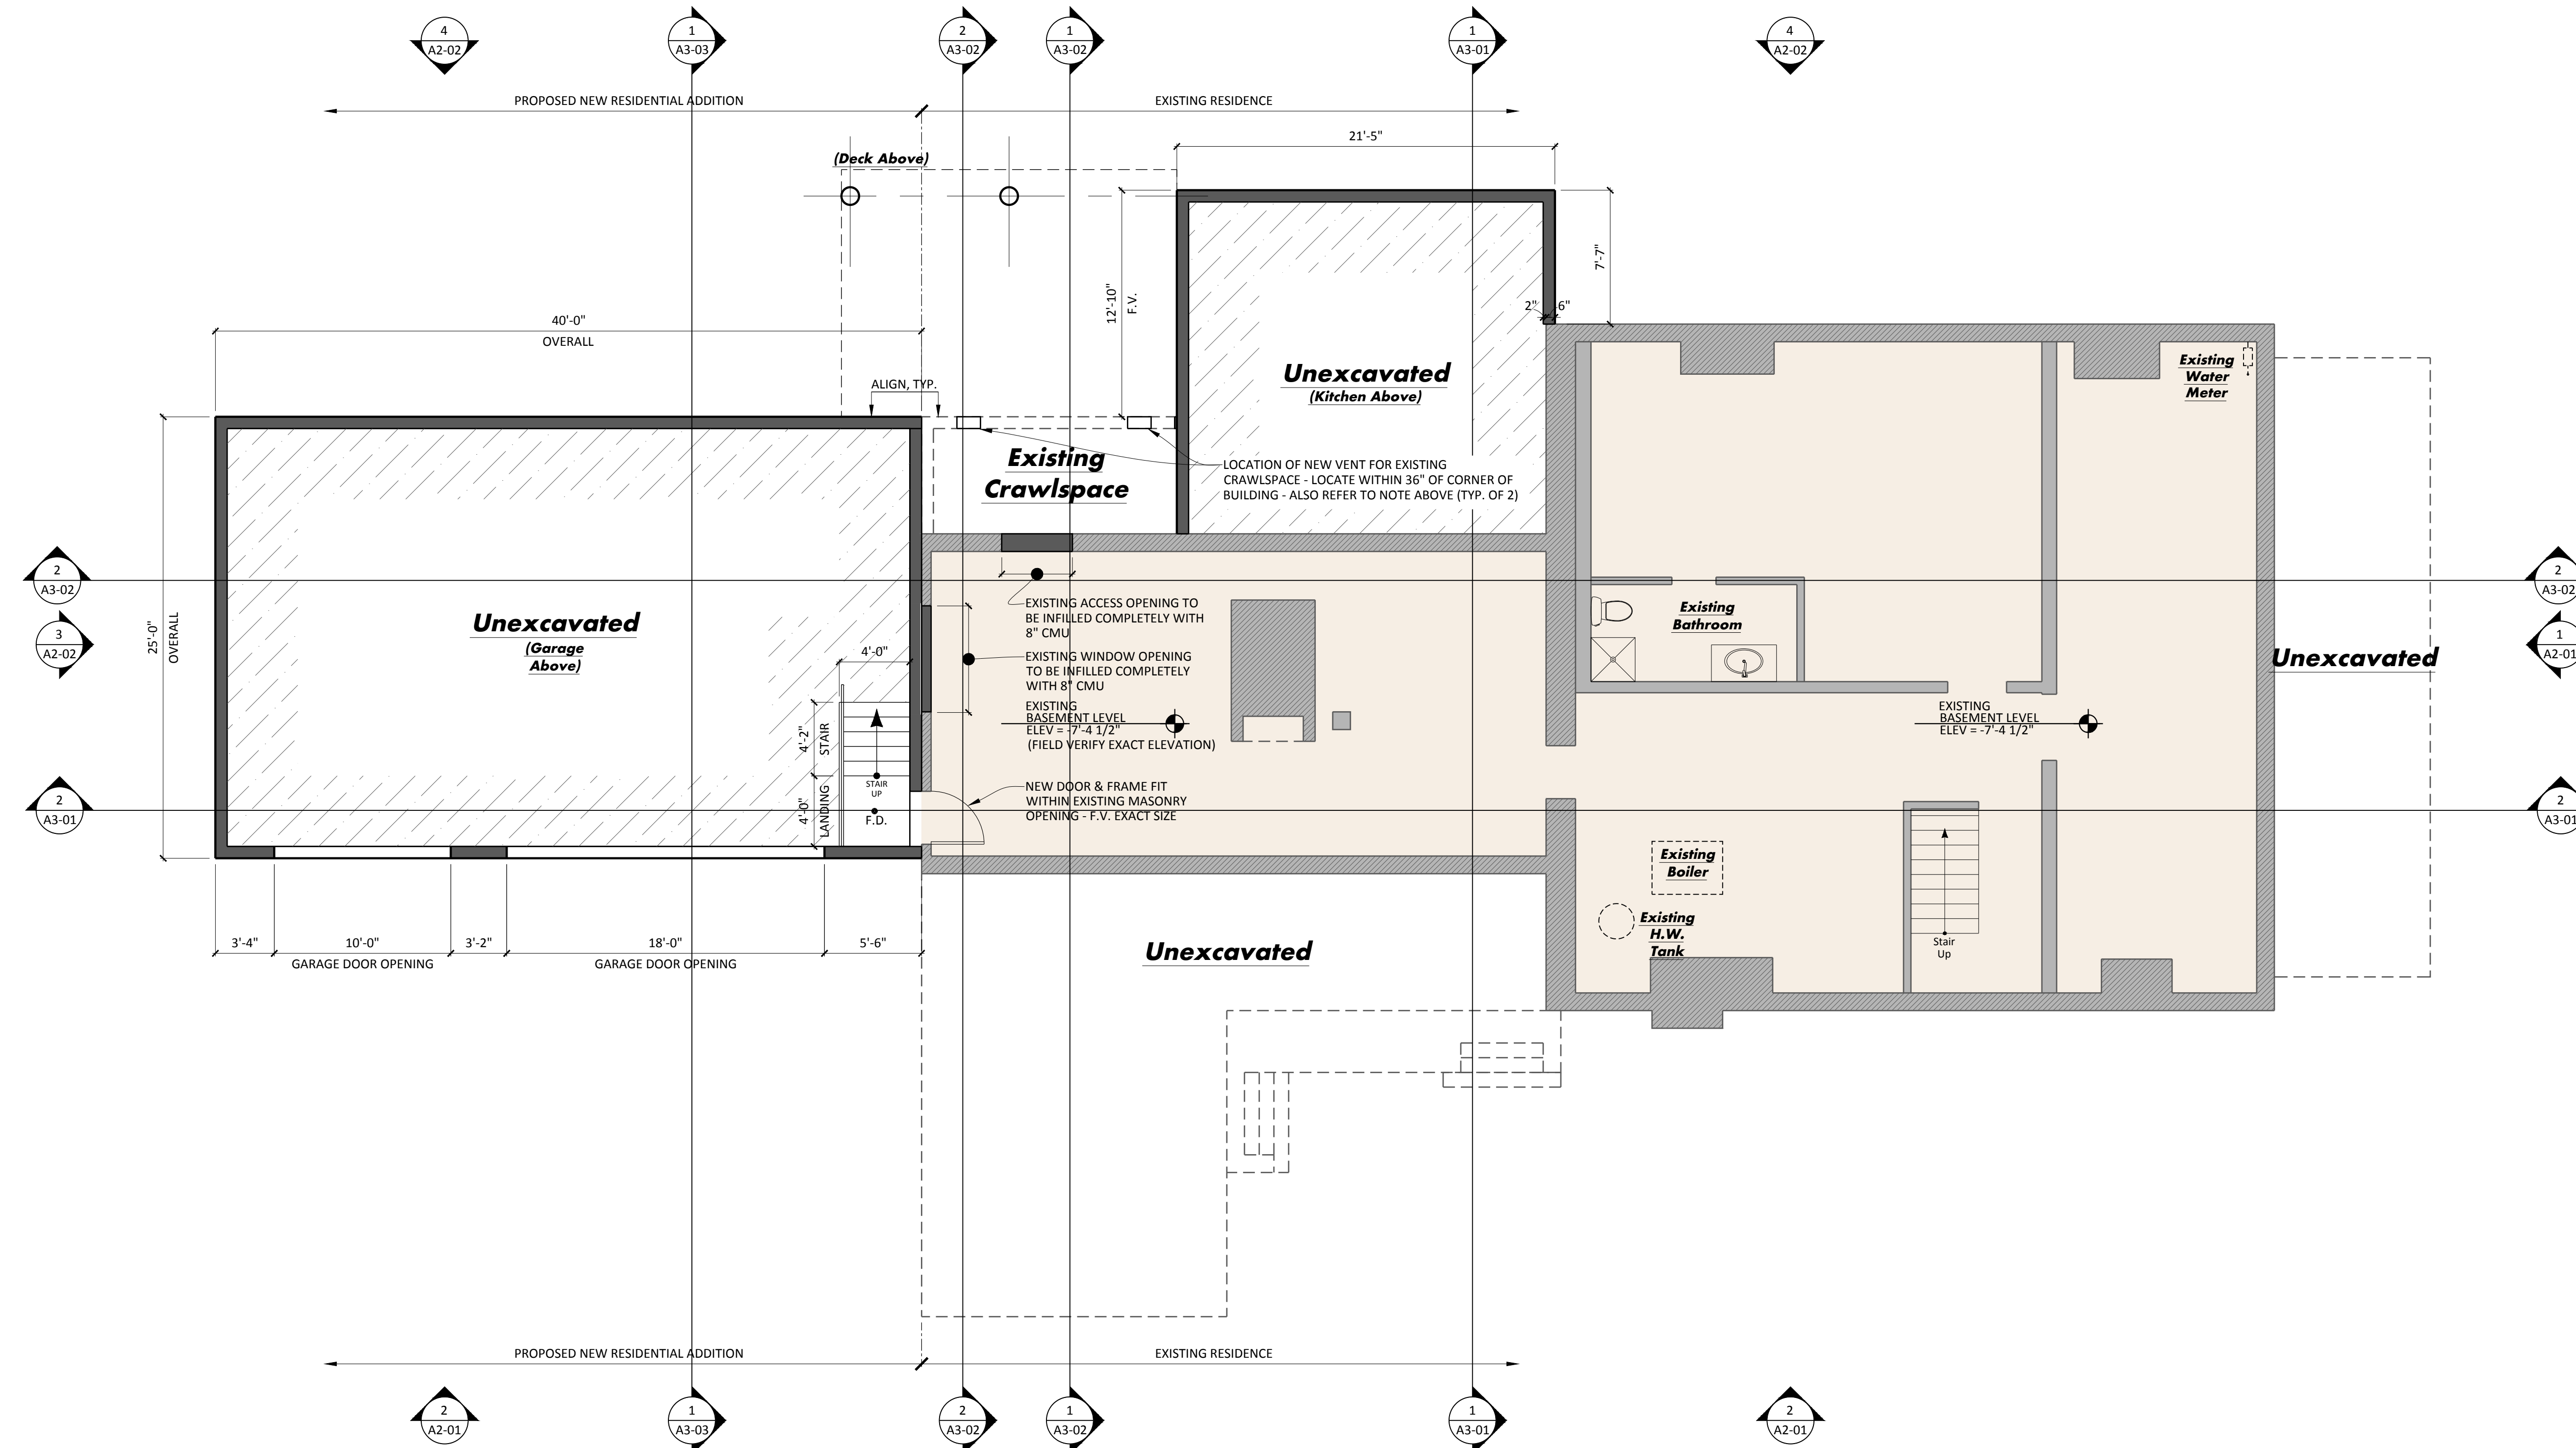 4
A2-02
1
A3-03
2
A3-02
1
A3-02
1
A3-01
4
A2-02
PROPOSED NEW RESIDENTIAL ADDITION
EXISTING RESIDENCE
21'-5"
(Deck Above)
12'-10"
F.V.
7'-7"
2"
6"
40'-0"
OVERALL
ALIGN, TYP.
Unexcavated
(Kitchen Above)
Existing
Water
Meter
Existing
Crawlspace
LOCATION OF NEW VENT FOR EXISTING
CRAWLSPACE - LOCATE WITHIN 36" OF CORNER OF
BUILDING - ALSO REFER TO NOTE ABOVE (TYP. OF 2)
2
A3-02
2
A3-02
3
A2-02
1
A2-01
25'-0"
OVERALL
Unexcavated
(Garage
Above)
4'-0"
EXISTING ACCESS OPENING TO
BE INFILLED COMPLETELY WITH
8" CMU
EXISTING WINDOW OPENING
TO BE INFILLED COMPLETELY
WITH 8" CMU
Existing
Bathroom
Unexcavated
EXISTING
BASEMENT LEVEL
ELEV = -7'-4 1/2"
(FIELD VERIFY EXACT ELEVATION)
EXISTING
BASEMENT LEVEL
ELEV = -7'-4 1/2"
4'-2"
STAIR
STAIR
UP
4'-0"
LANDING
F.D.
NEW DOOR & FRAME FIT
WITHIN EXISTING MASONRY
OPENING - F.V. EXACT SIZE
2
A3-01
2
A3-01
Existing
Boiler
Existing
H.W.
Tank
Stair
Up
3'-4"
10'-0"
3'-2"
18'-0"
5'-6"
GARAGE DOOR OPENING
GARAGE DOOR OPENING
Unexcavated
PROPOSED NEW RESIDENTIAL ADDITION
EXISTING RESIDENCE
2
A2-01
1
A3-03
2
A3-02
1
A3-02
1
A3-01
2
A2-01